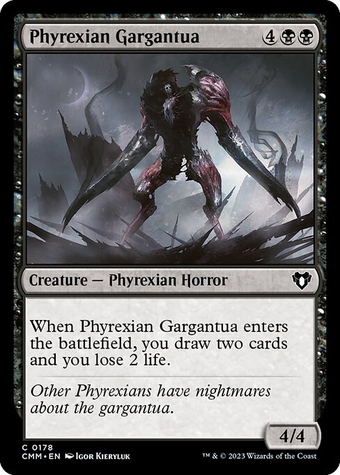 Phyrexian Gargantua 4
Creature — Phyrexian Horror
When Phyrexian Gargantua enters
the battlefield, you draw two cards
and you lose 2 life.
Other Phyrexians have nightmares
about the gargantua.
4/4
C 0178
CMM • EN Igor Kieryluk
™ & © 2023 Wizards of the Coast